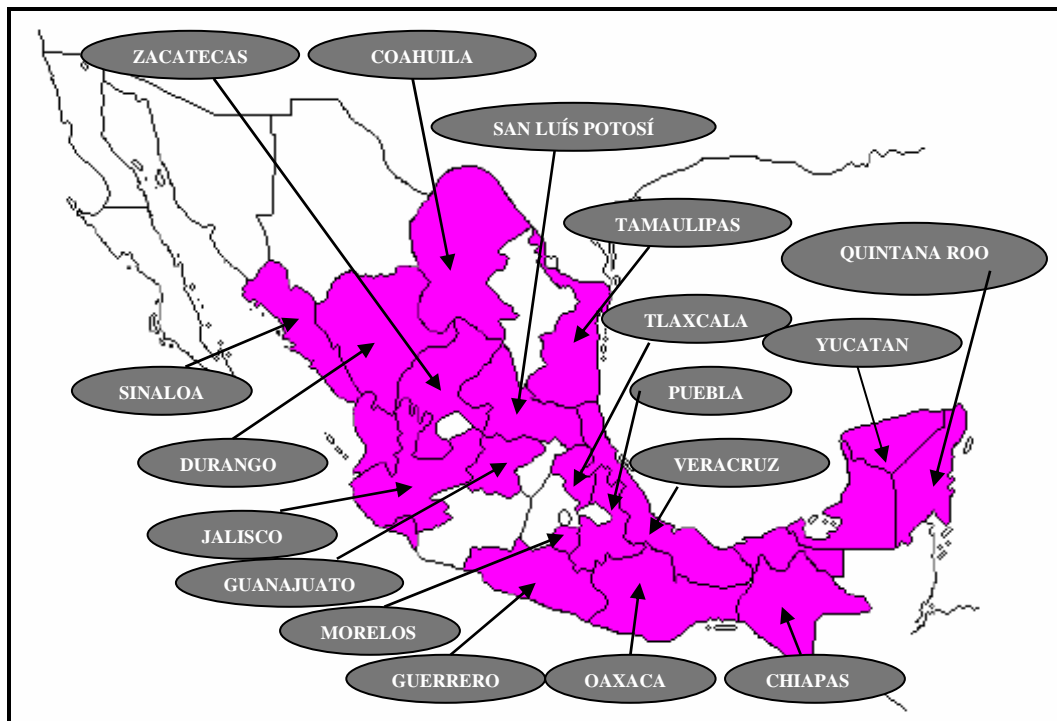 ZACATECAS
COAHUILA
SAN LUÍS POTOSÍ
TAMAULIPAS
QUINTANA ROO
TLAXCALA
YUCATAN
SINALOA
PUEBLA
DURANGO
VERACRUZ
JALISCO
GUANAJUATO
MORELOS
GUERRERO
OAXACA
CHIAPAS